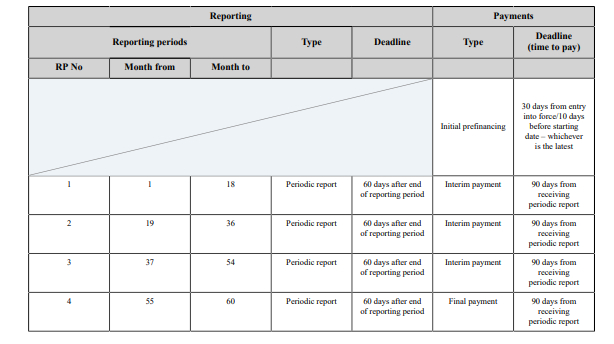 Reporting
Payments
Reporting periods
Type
Deadline
Type
Deadline
(time to pay)
RP No
Month from
Month to
Initial prefinancing
30 days from entry
into force/10 days
before starting
date – whichever
is the latest
1
1
18
Periodic report
60 days after end
of reporting period
Interim payment
90 days from
receiving
periodic report
2
19
36
Periodic report
60 days after end
of reporting period
Interim payment
90 days from
receiving
periodic report
3
37
54
Periodic report
60 days after end
of reporting period
Interim payment
90 days from
receiving
periodic report
4
55
60
Periodic report
60 days after end
of reporting period
Final payment
90 days from
receiving
periodic report